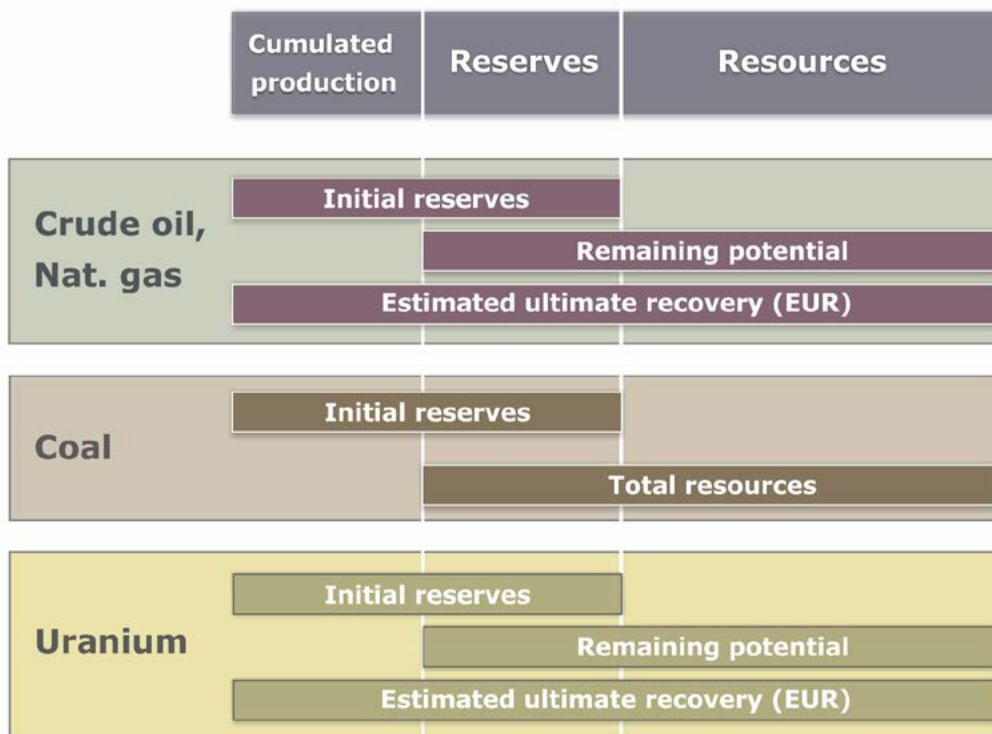 Cumulated
production
Reserves
Resources
Crude oil,
Nat. gas
Initial reserves
Remaining potential
Estimated ultimate recovery (EUR)
Coal
Initial reserves
Total resources
Uranium
Initial reserves
Remaining potential
Estimated ultimate recovery (EUR)